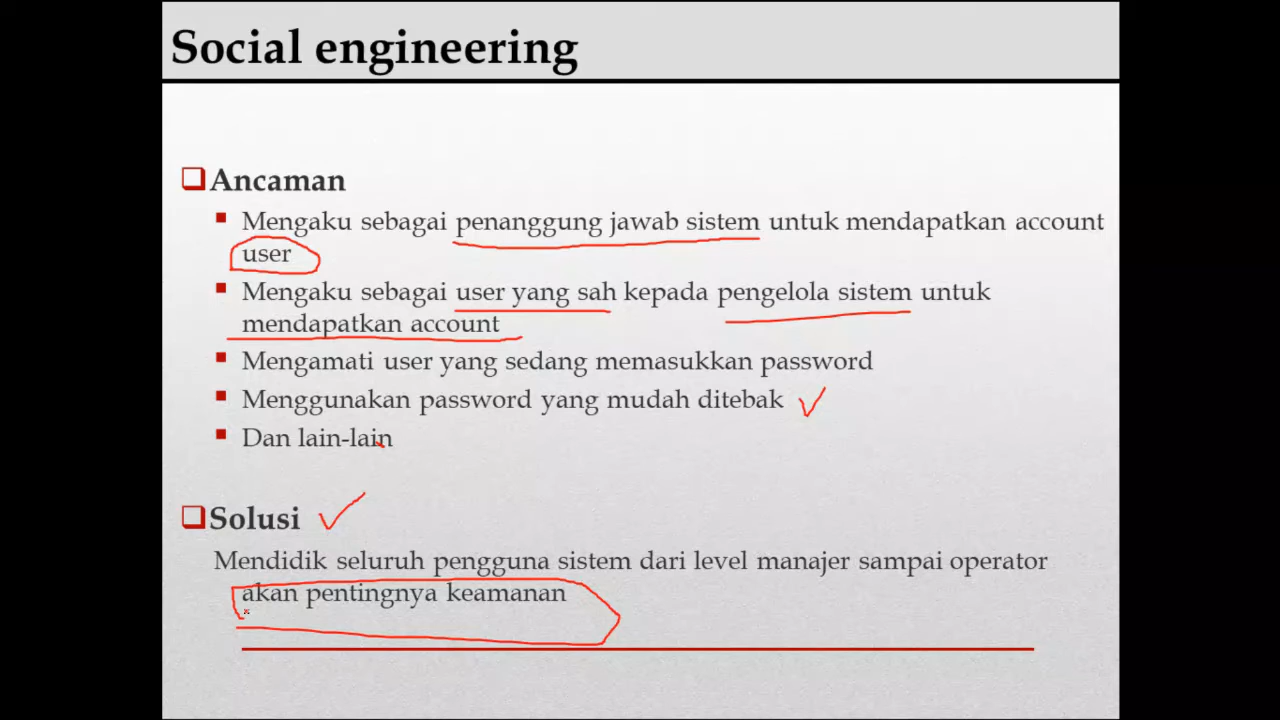 Social engineering
Ancaman
Mengaku sebagai penanggung jawab sistem untuk mendapatkan account
user
Mengaku sebagai user yang sah kepada pengelola sistem untuk
mendapatkan account
Mengamati user yang sedang memasukkan password
Menggunakan password yang mudah ditebak
Dan lain-lain
Solusi
Mendidik seluruh pengguna sistem dari level manajer sampai operator
akan pentingnya keamanan